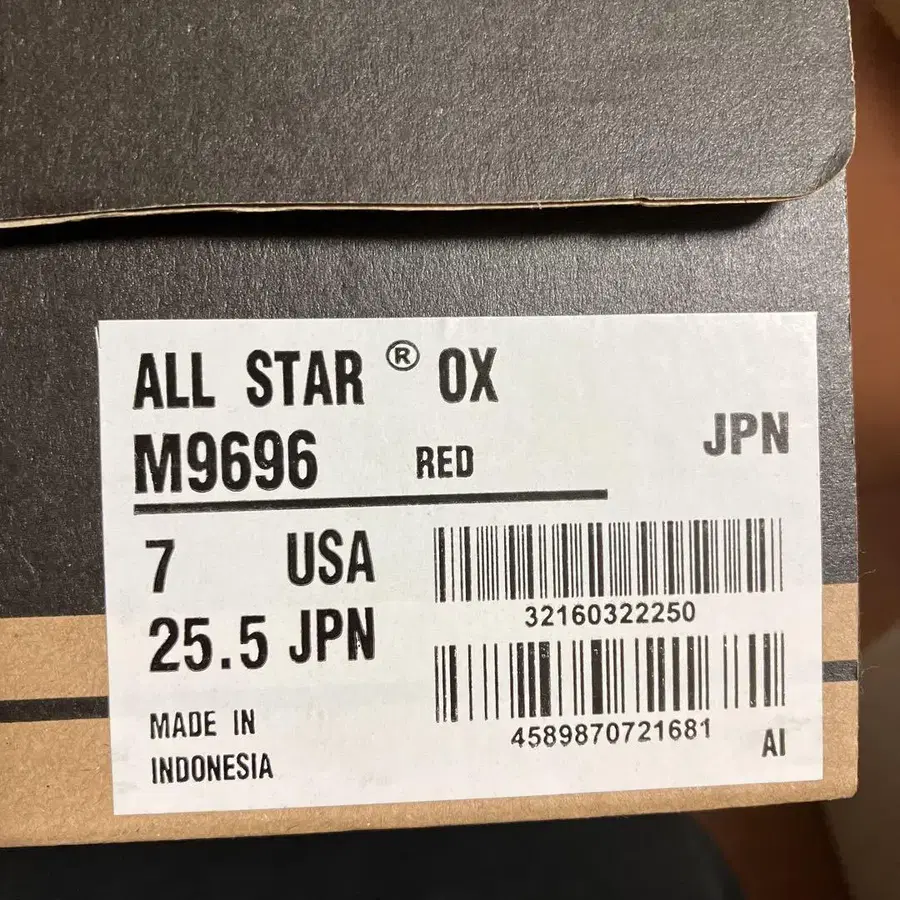 ALL STAR ® OX
M9696 RED
JPN
7 USA
25.5 JPN
MADE IN
INDONESIA
32160322250
4589870721681
AI